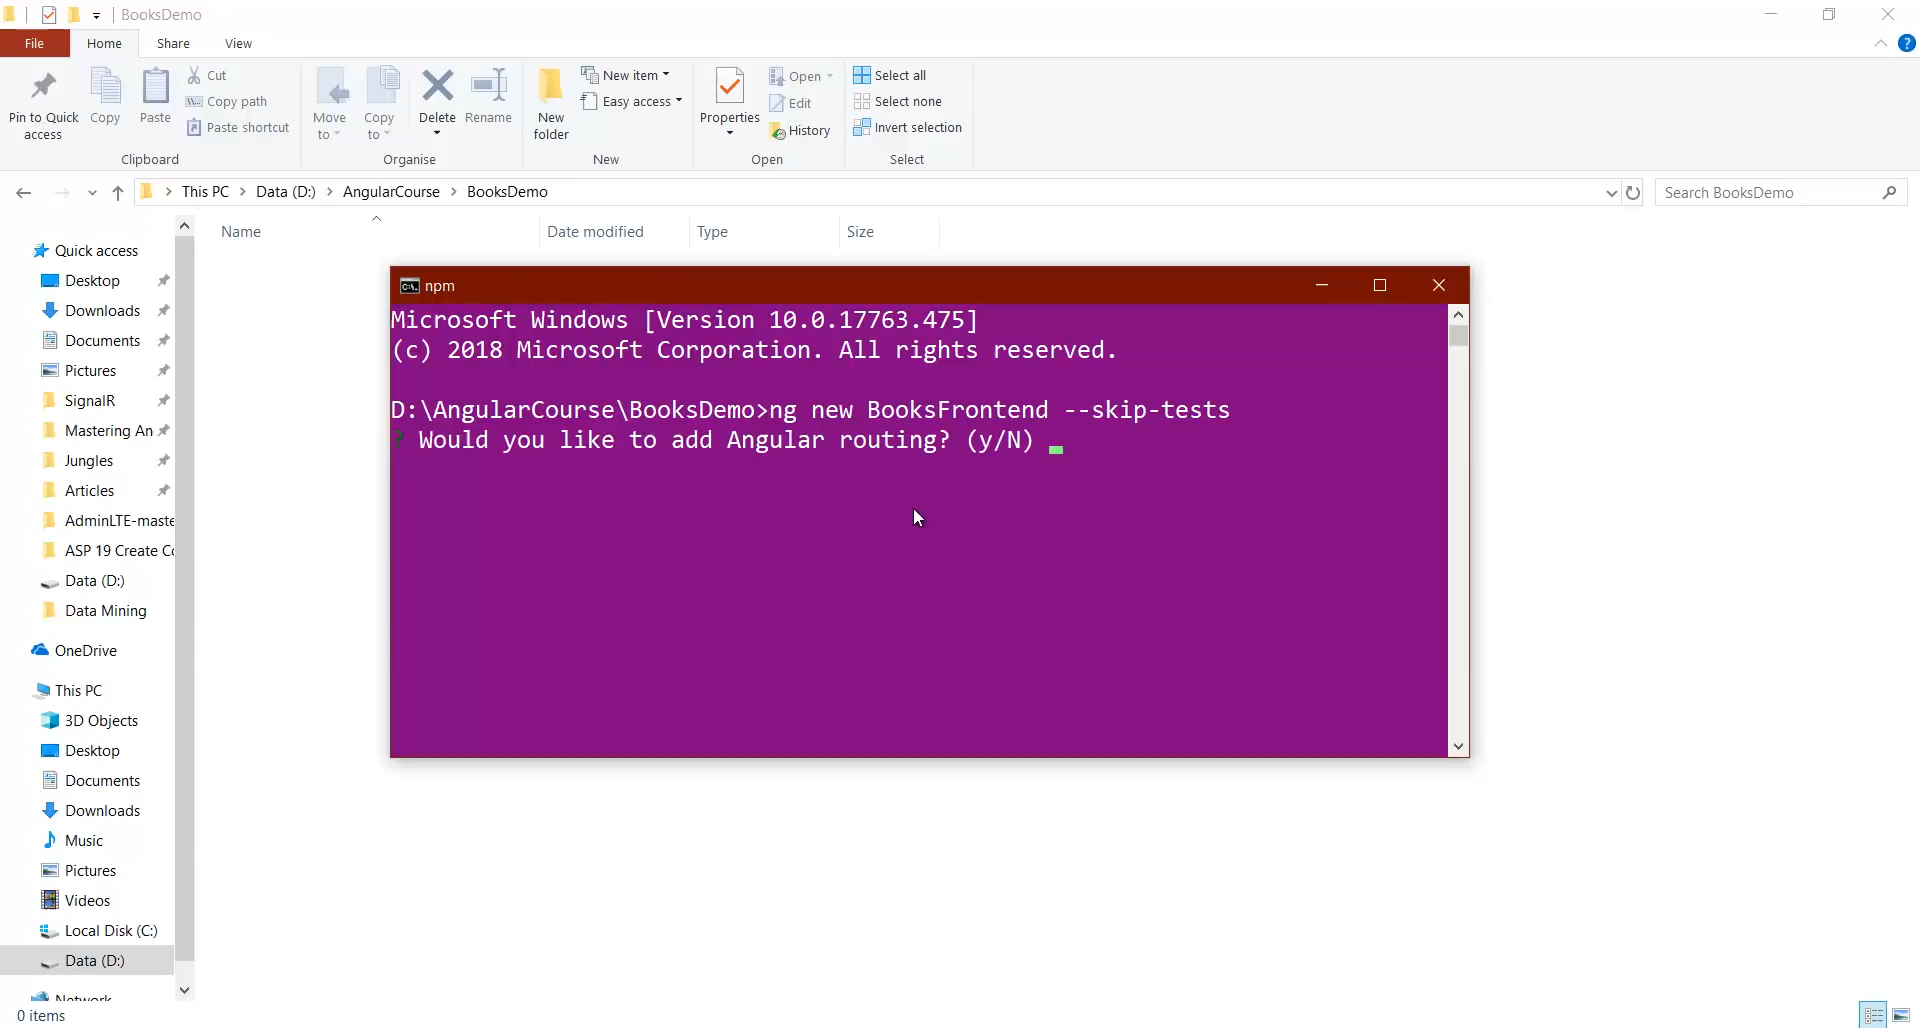 BooksDemo
File Home Share View
Pin to Quick access
Copy
Paste
Cut
Copy path
Paste shortcut
Clipboard
Move to
Copy to
Delete
Rename
Organise
New folder
New item
Easy access
New
Properties
Open
Edit
History
Open
Select all
Select none
Invert selection
Select
This PC > Data (D:) > AngularCourse > BooksDemo
Search BooksDemo
Name Date modified Type Size
Quick access
Desktop
Downloads
Documents
Pictures
SignalR
Mastering An
Jungles
Articles
AdminLTE-maste
ASP 19 Create Co
Data (D:)
Data Mining
OneDrive
This PC
3D Objects
Desktop
Documents
Downloads
Music
Pictures
Videos
Local Disk (C:)
Data (D:)
Network
0 items
npm
Microsoft Windows [Version 10.0.17763.475]
(c) 2018 Microsoft Corporation. All rights reserved.
D:\AngularCourse\BooksDemo>ng new BooksFrontend --skip-tests
? Would you like to add Angular routing? (y/N)